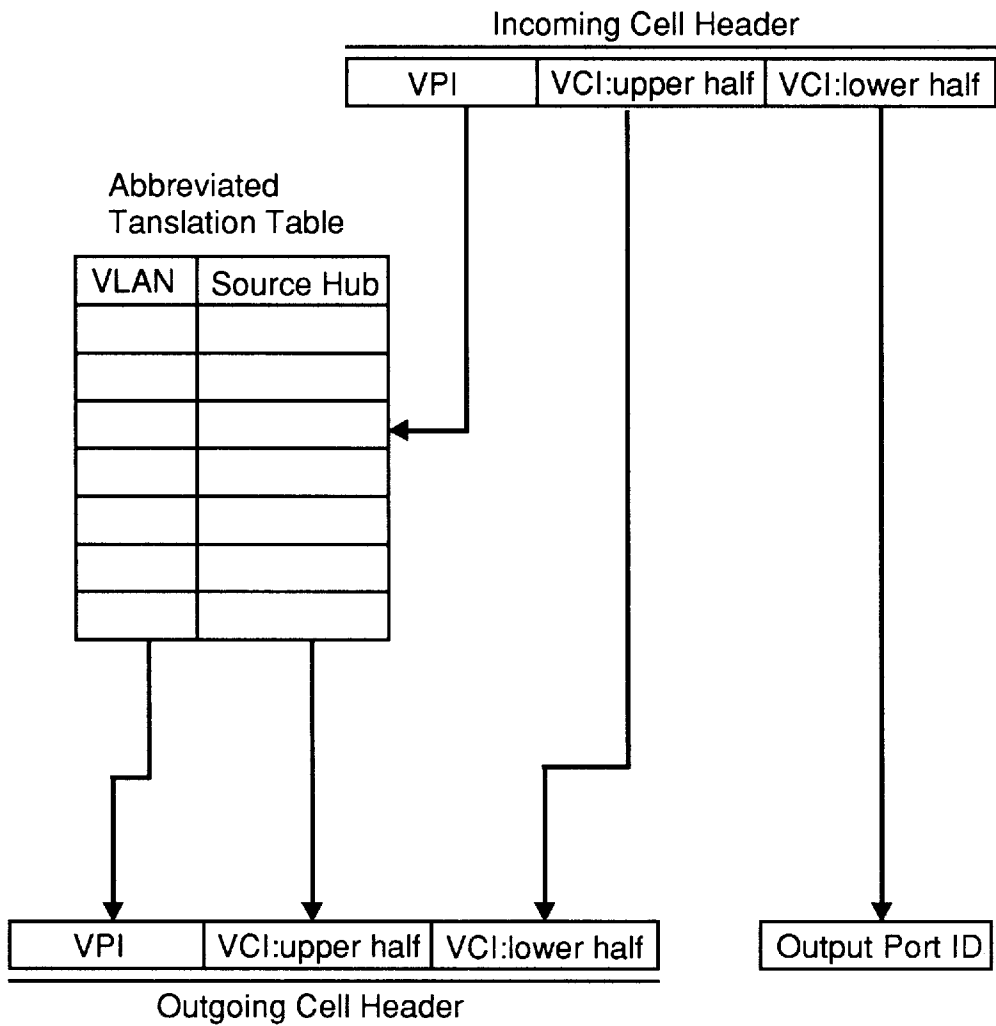 Incoming Cell Header
VPI VCI:upper half VCI:lower half
Abbreviated
Tanslation Table
VLAN Source Hub
VPI VCI:upper half VCI:lower half Output Port ID
Outgoing Cell Header